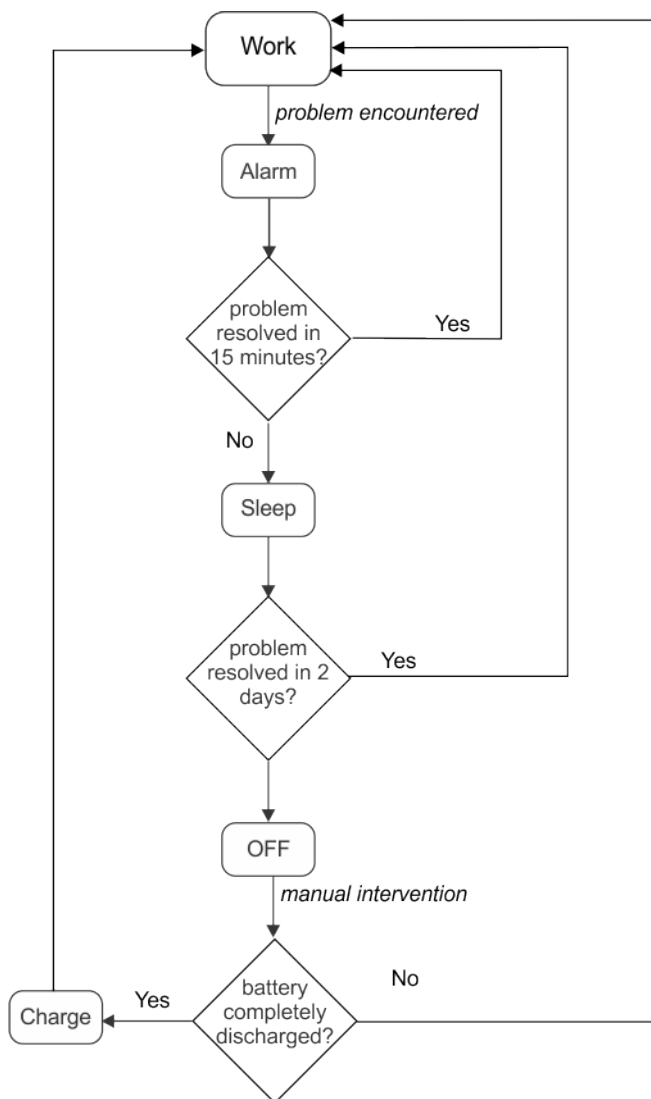 Work
problem encountered
Alarm
problem
resolved in
15 minutes?
Yes
No
Sleep
problem
resolved in 2
days?
Yes
OFF
manual intervention
battery
completely
discharged?
No
Yes
Charge